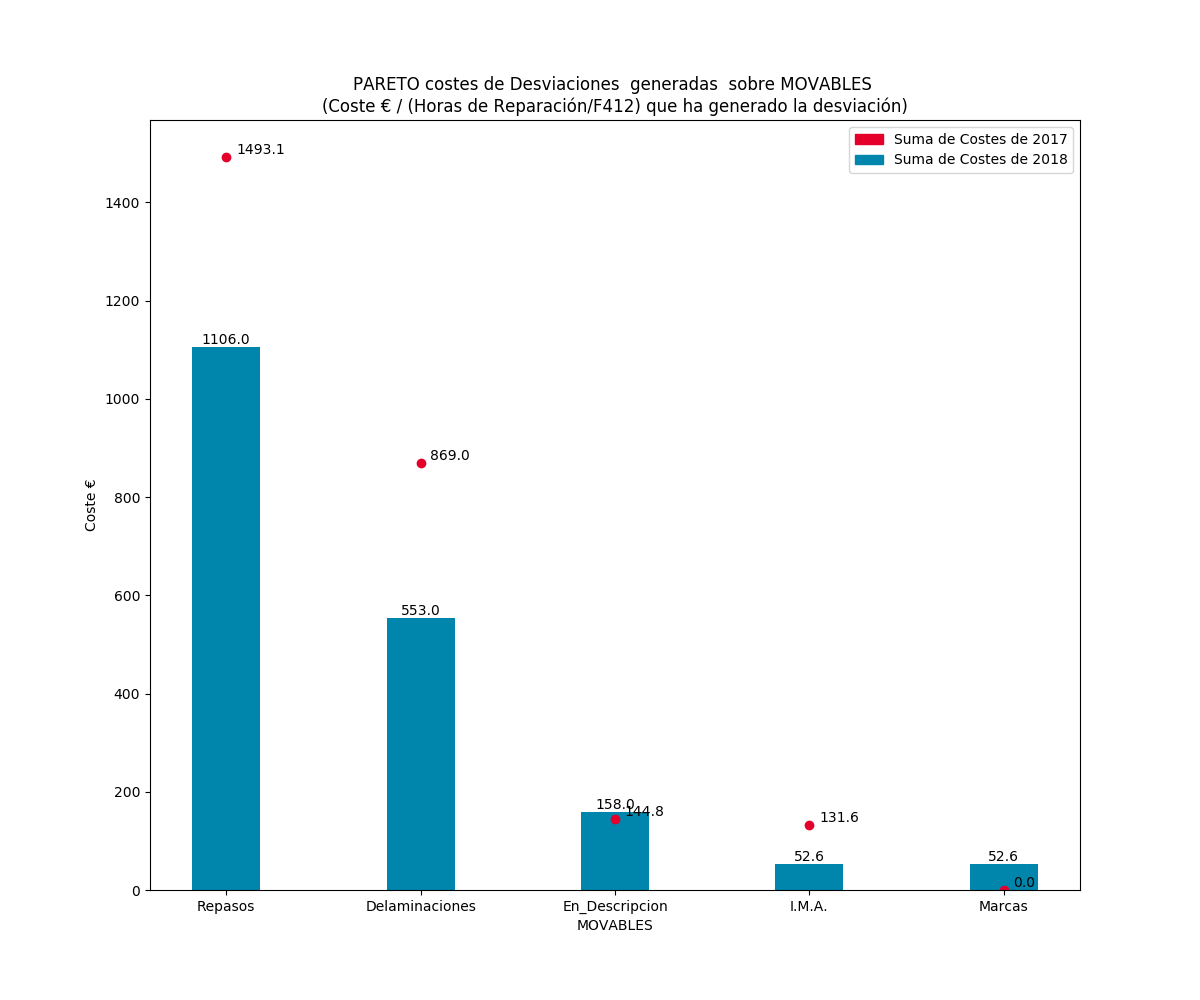 PARETO costes de Desviaciones  generadas  sobre MOVABLES
(Coste € / (Horas de Reparación/F412) que ha generado la desviación)
Suma de Costes de 2017
Suma de Costes de 2018
1493.1
1400
1200
1106.0
1000
869.0
Coste €
800
600
553.0
400
200
158.0
144.8
131.6
52.6
52.6
0.0
0
Repasos
Delaminaciones
En_Descripcion
I.M.A.
Marcas
MOVABLES